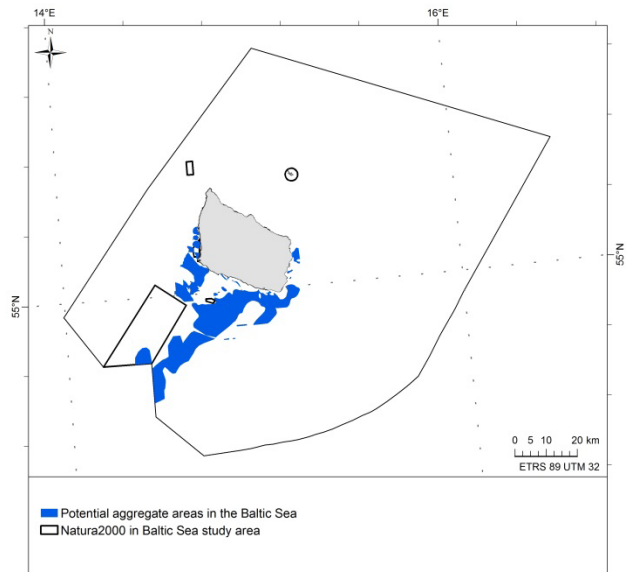 14°E
16°E
N
55°N
55°N
0 5 10 20 km
ETRS 89 UTM 32
Potential aggregate areas in the Baltic Sea
Natura2000 in Baltic Sea study area